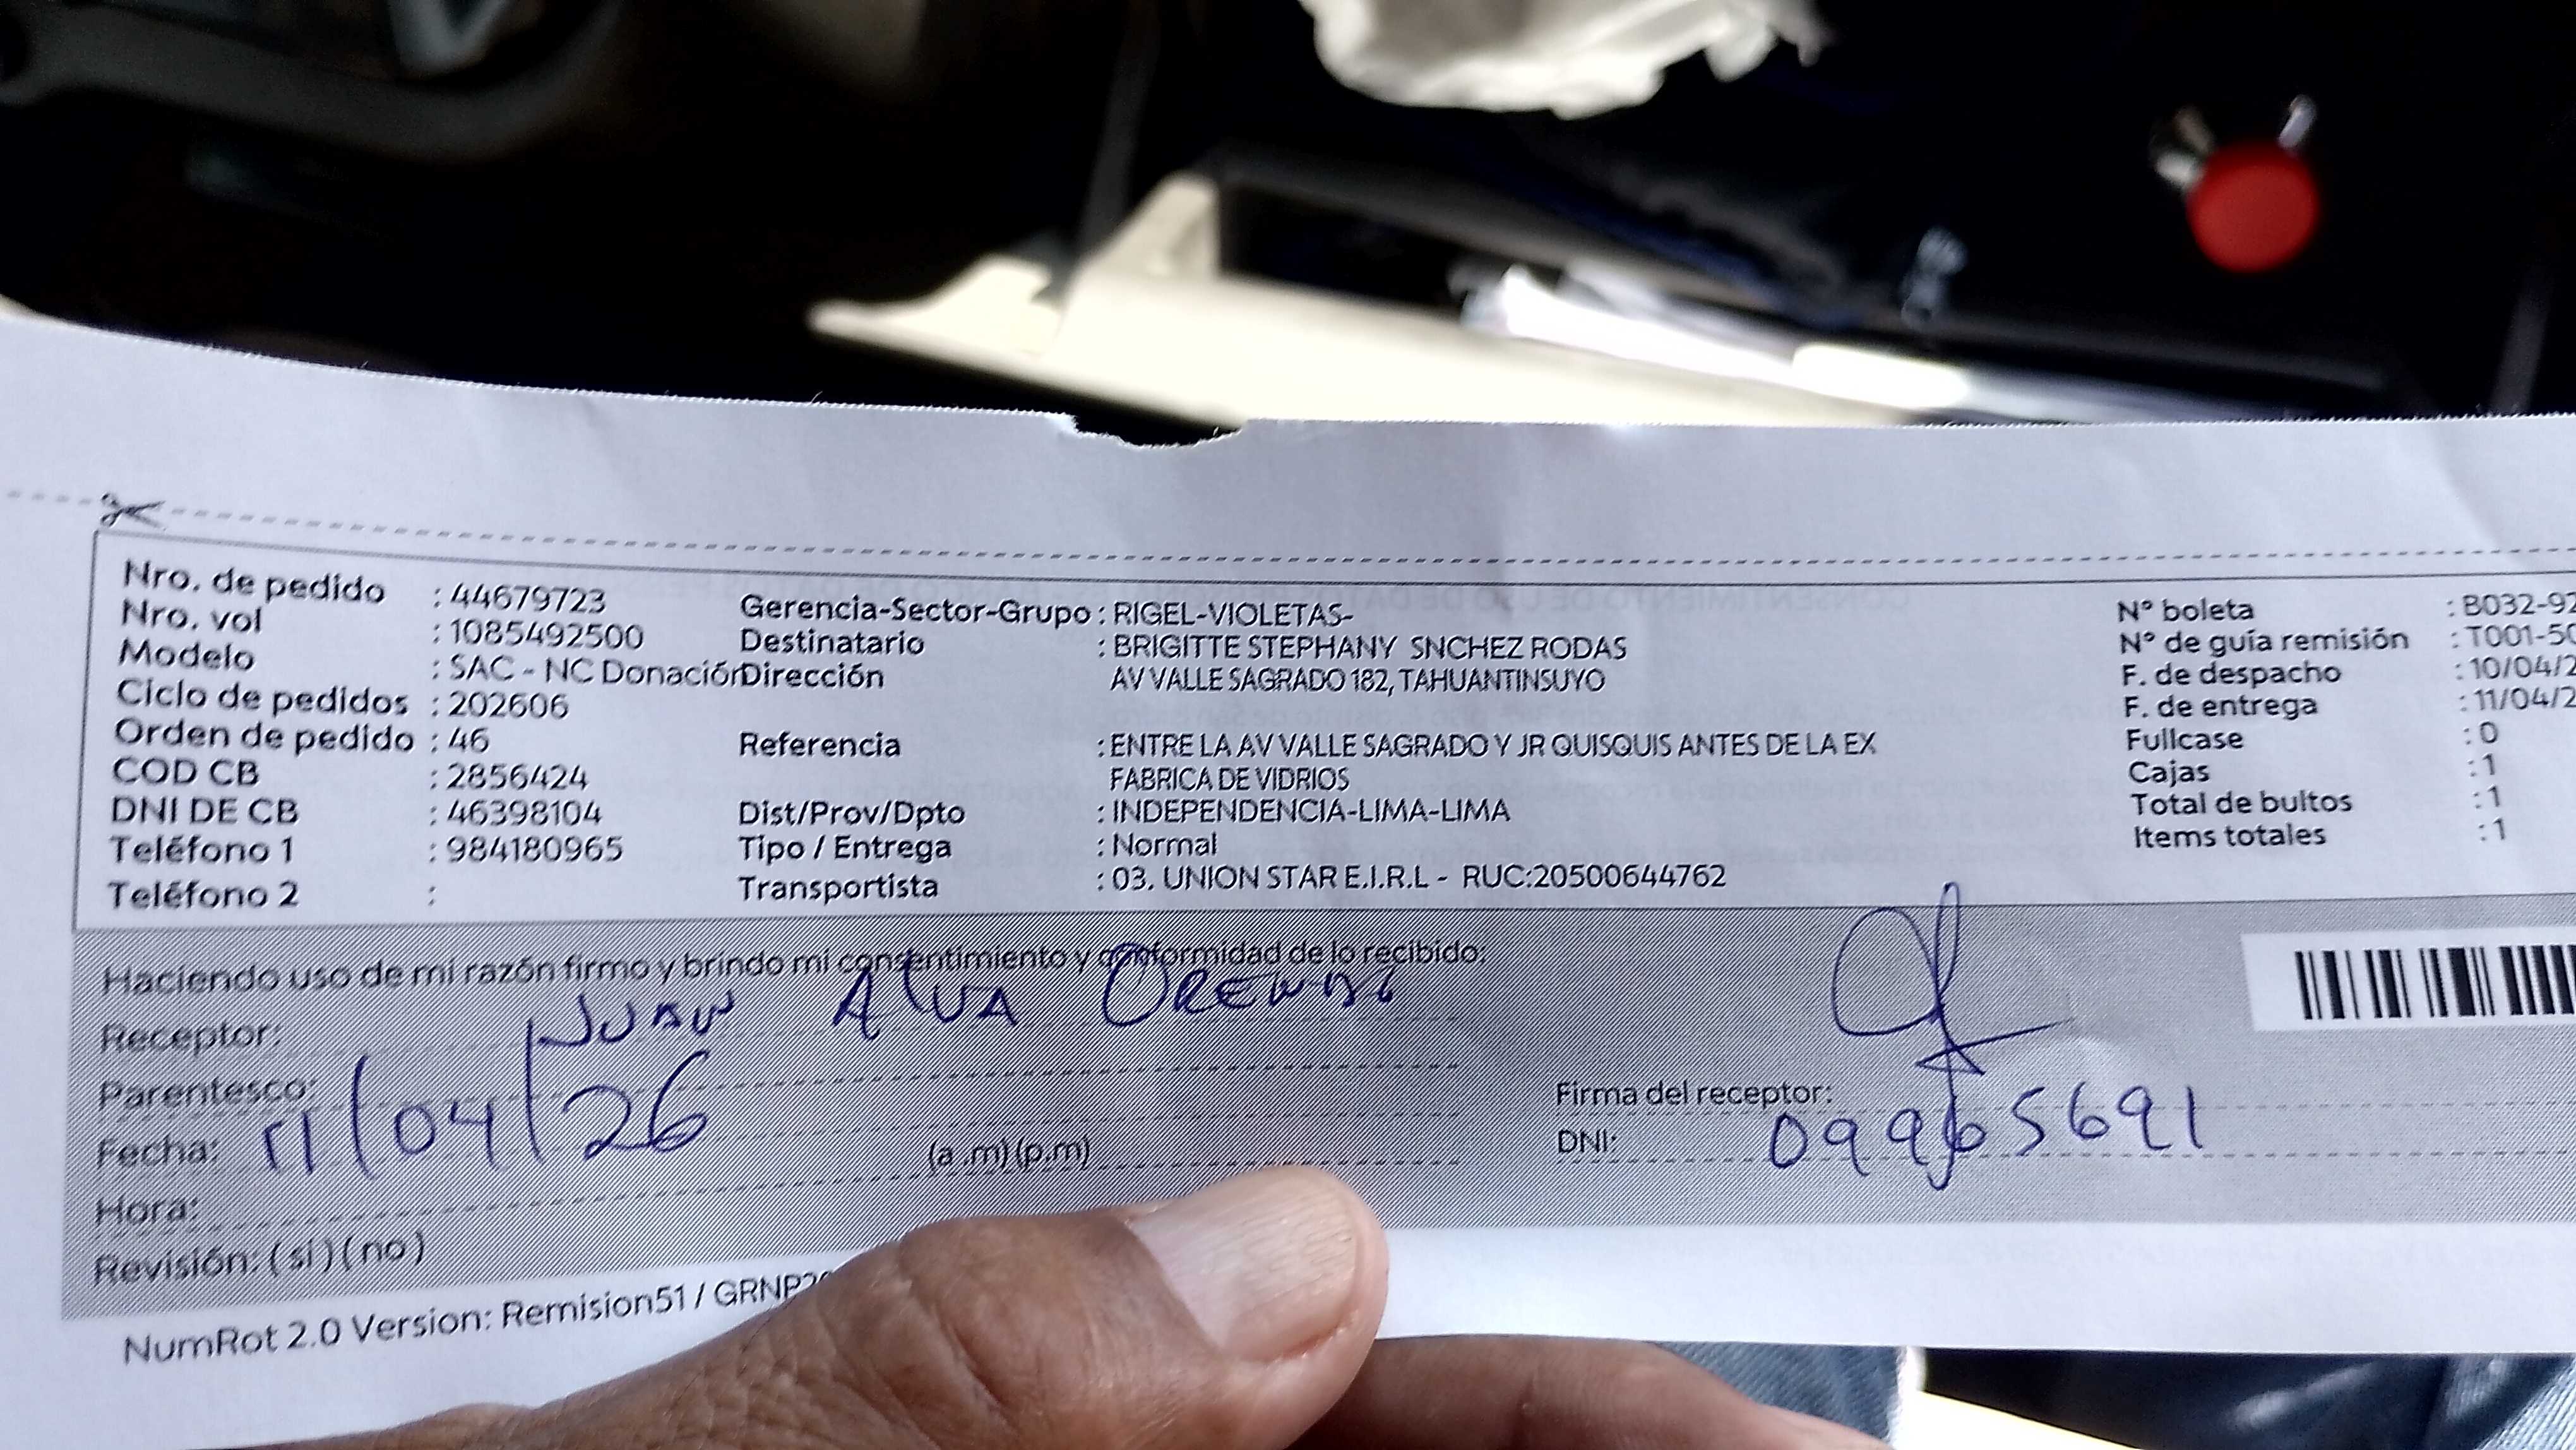 Nro. de pedido : 44679723
Nro. vol : 1085492500
Modelo : SAC - NC Donación
Ciclo de pedidos : 202606
Orden de pedido : 46
COD CB : 2856424
DNI DE CB : 46398104
Teléfono 1 : 984180965
Teléfono 2 :
Gerencia-Sector-Grupo : RIGEL-VIOLETAS-
Destinatario : BRIGITTE STEPHANY SNCHEZ RODAS
Dirección AV VALLE SAGRADO 182, TAHUANTINSUYO
Referencia : ENTRE LA AV VALLE SAGRADO Y JR QUISQUIS ANTES DE LA EX
FABRICA DE VIDRIOS
Dist/Prov/Dpto : INDEPENDENCIA-LIMA-LIMA
Tipo / Entrega : Normal
Transportista : 03. UNION STAR E.I.R.L - RUC:20500644762
N° boleta : B032-92
N° de guía remisión : T001-50
F. de despacho : 10/04/2
F. de entrega : 11/04/2
Fullcase : 0
Cajas : 1
Total de bultos : 1
Items totales : 1
Haciendo uso de mi razón firmo y brindo mi consentimiento y conformidad de lo recibido:
Receptor: JUAN ALVA
Parentesco:
Fecha: 11/04/26
Hora: (a .m) (p.m)
Revisión: (si) (no)
Firma del receptor:
DNI: 09965691
NumRot 2.0 Version: Remision51 / GRNP20